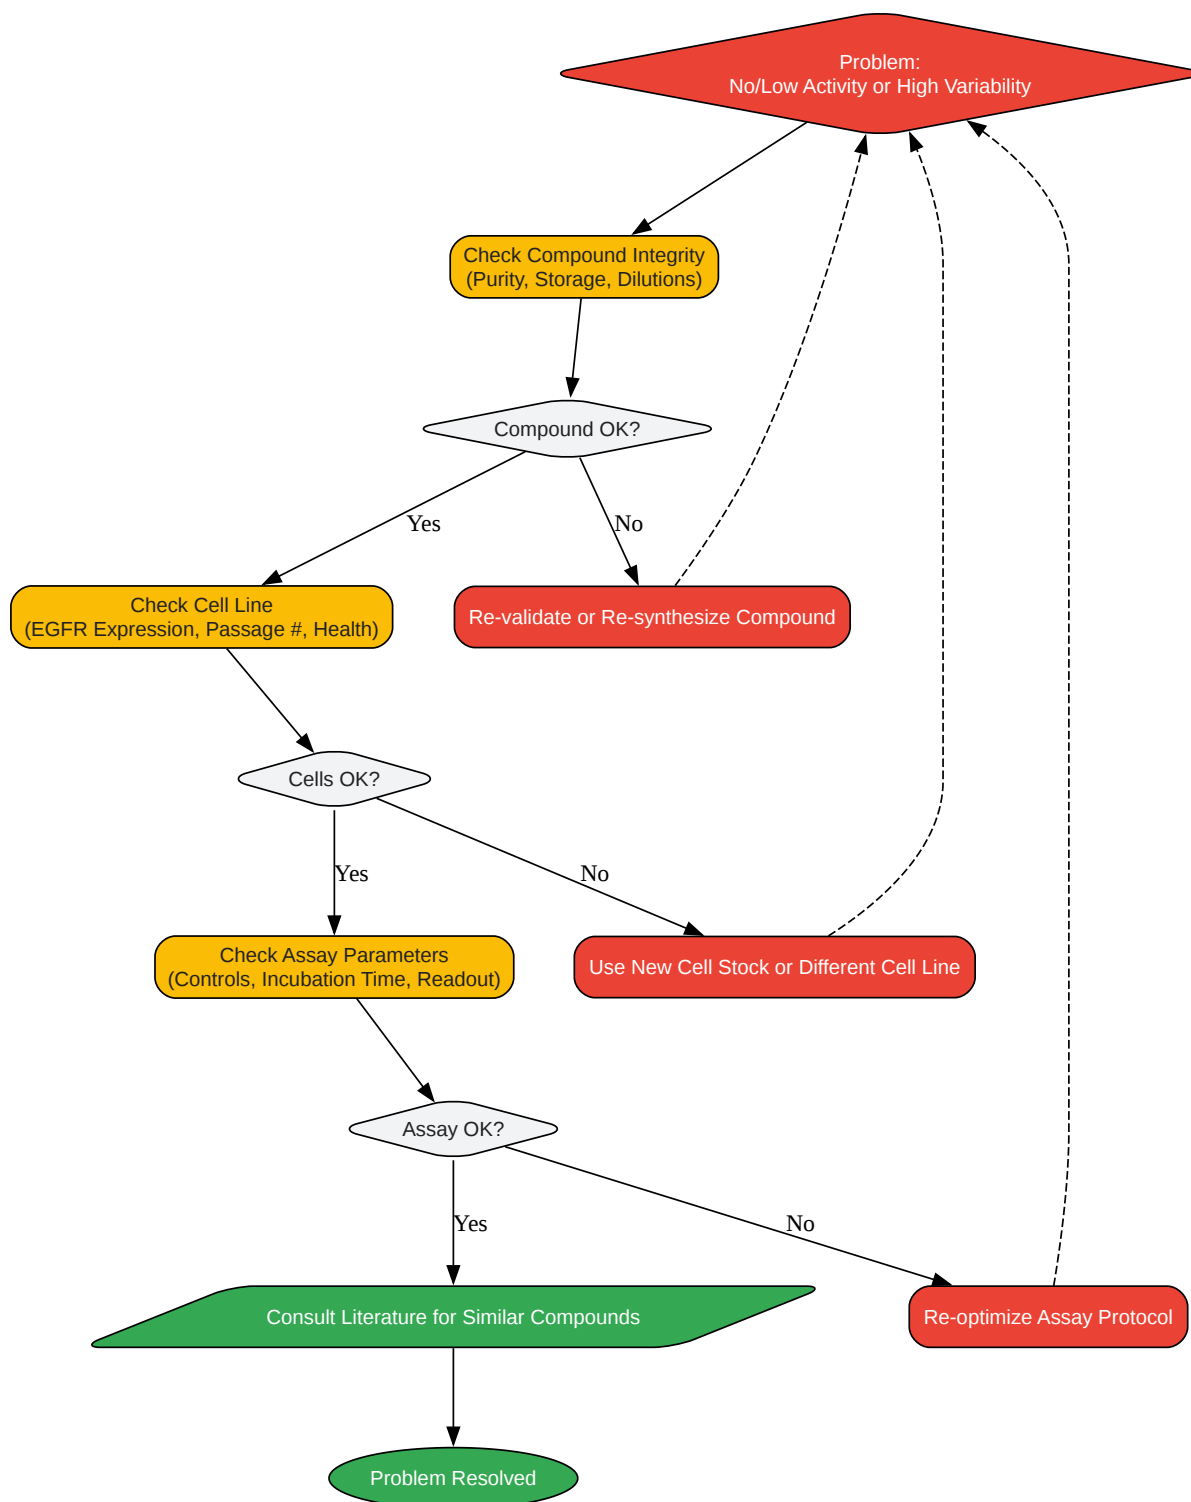 Problem:
No/Low Activity or High Variability
Check Compound Integrity
(Purity, Storage, Dilutions)
Compound OK?
Yes
No
Check Cell Line
(EGFR Expression, Passage #, Health)
Re-validate or Re-synthesize Compound
Cells OK?
Yes
No
Check Assay Parameters
(Controls, Incubation Time, Readout)
Use New Cell Stock or Different Cell Line
Assay OK?
Yes
No
Consult Literature for Similar Compounds
Re-optimize Assay Protocol
Problem Resolved